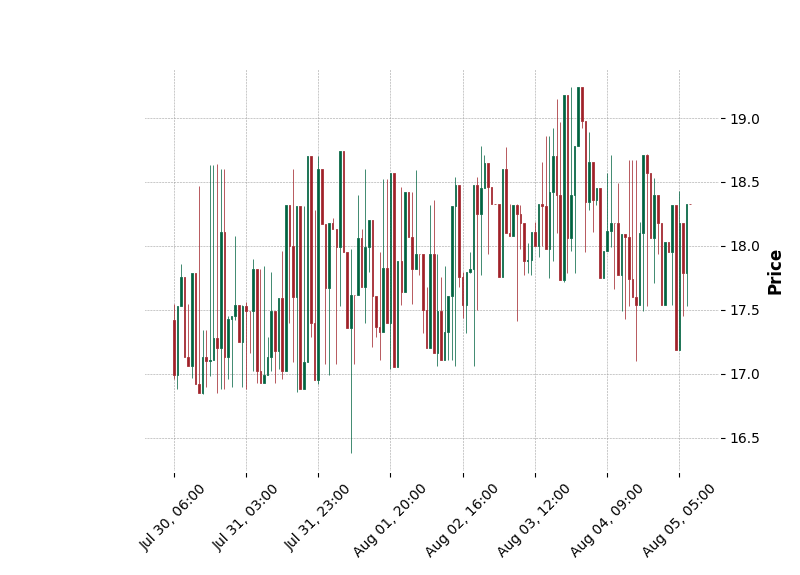 19.0
18.5
18.0
17.5
17.0
16.5
Price
Jul 30, 06:00
Jul 31, 03:00
Jul 31, 23:00
Aug 01, 20:00
Aug 02, 16:00
Aug 03, 12:00
Aug 04, 09:00
Aug 05, 05:00